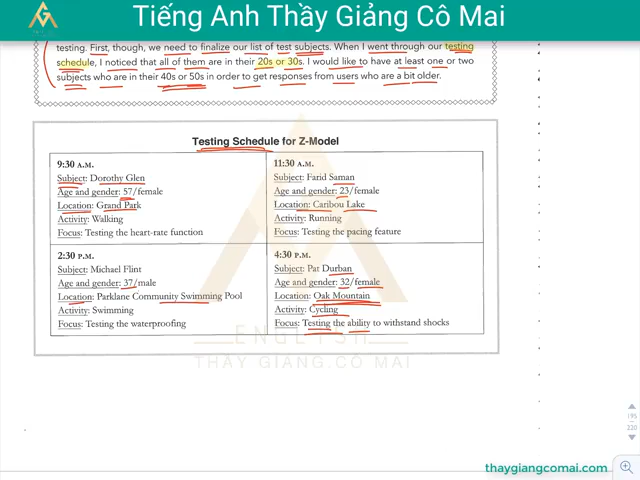 Tiếng Anh Thầy Giảng Cô Mai
testing. First, though, we need to finalize our list of test subjects. When I went through our testing
schedule, I noticed that all of them are in their 20s or 30s. I would like to have at least one or two
subjects who are in their 40s or 50s in order to get responses from users who are a bit older.
Testing Schedule for Z-Model
9:30 A.M.
Subject: Dorothy Glen
Age and gender: 57/female
Location: Grand Park
Activity: Walking
Focus: Testing the heart-rate function
11:30 A.M.
Subject: Farid Saman
Age and gender: 23/female
Location: Caribou Lake
Activity: Running
Focus: Testing the pacing feature
2:30 P.M.
Subject: Michael Flint
Age and gender: 37/male
Location: Parklane Community Swimming Pool
Activity: Swimming
Focus: Testing the waterproofing
4:30 P.M.
Subject: Pat Durban
Age and gender: 32/female
Location: Oak Mountain
Activity: Cycling
Focus: Testing the ability to withstand shocks
ENGLISH
THẦY GIẢNG CÔ MAI
195
220
thaygiangcomai.com